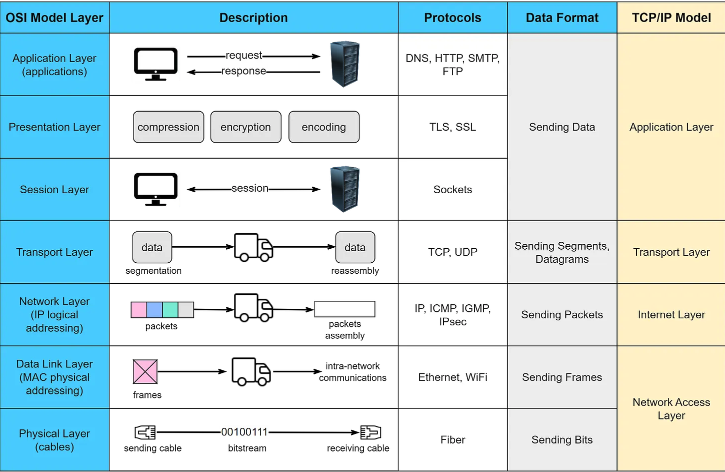 OSI Model Layer
Description
Protocols
Data Format
TCP/IP Model
Application Layer
(applications)
request
response
DNS, HTTP, SMTP,
FTP
Sending Data
Application Layer
Presentation Layer
compression
encryption
encoding
TLS, SSL
Session Layer
session
Sockets
Transport Layer
data
segmentation
data
reassembly
TCP, UDP
Sending Segments,
Datagrams
Transport Layer
Network Layer
(IP logical
addressing)
packets
packets
assembly
IP, ICMP, IGMP,
IPsec
Sending Packets
Internet Layer
Data Link Layer
(MAC physical
addressing)
frames
intra-network
communications
Ethernet, WiFi
Sending Frames
Network Access
Layer
Physical Layer
(cables)
sending cable
00100111
bitstream
receiving cable
Fiber
Sending Bits